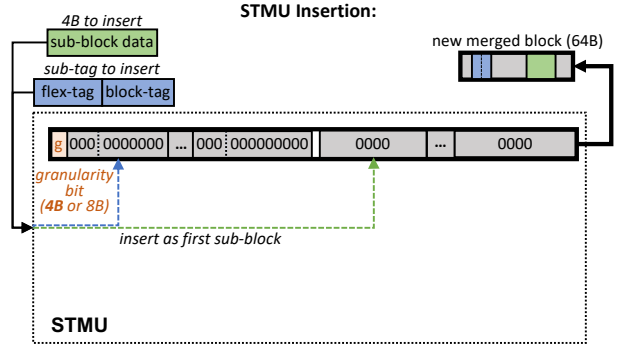 STMU Insertion:
4B to insert
sub-block data
new merged block (64B)
sub-tag to insert
flex-tag block-tag
g 000 0000000 ... 000 000000000 0000 ... 0000
granularity
bit
(4B or 8B)
insert as first sub-block
STMU